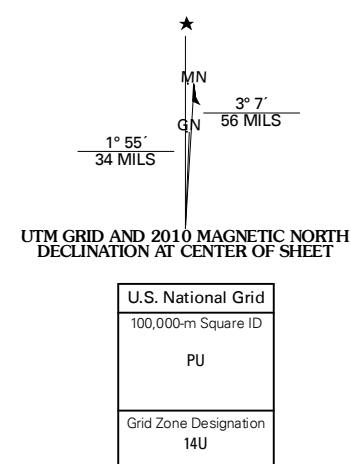 MN
GN
3° 7´
56 MILS
1° 55´
34 MILS
UTM GRID AND 2010 MAGNETIC NORTH
DECLINATION AT CENTER OF SHEET
U.S. National Grid
100,000-m Square ID
PU
Grid Zone Designation
14U